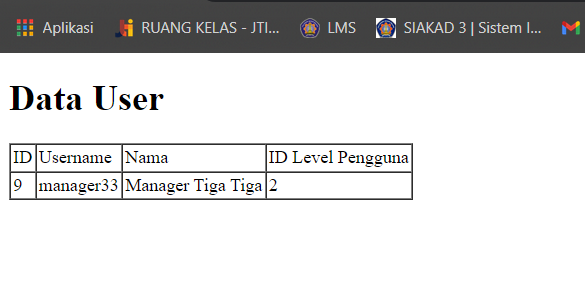 Aplikasi RUANG KELAS - JTI... LMS SIAKAD 3 | Sistem I...
Data User
ID Username Nama ID Level Pengguna
9 manager33 Manager Tiga Tiga 2